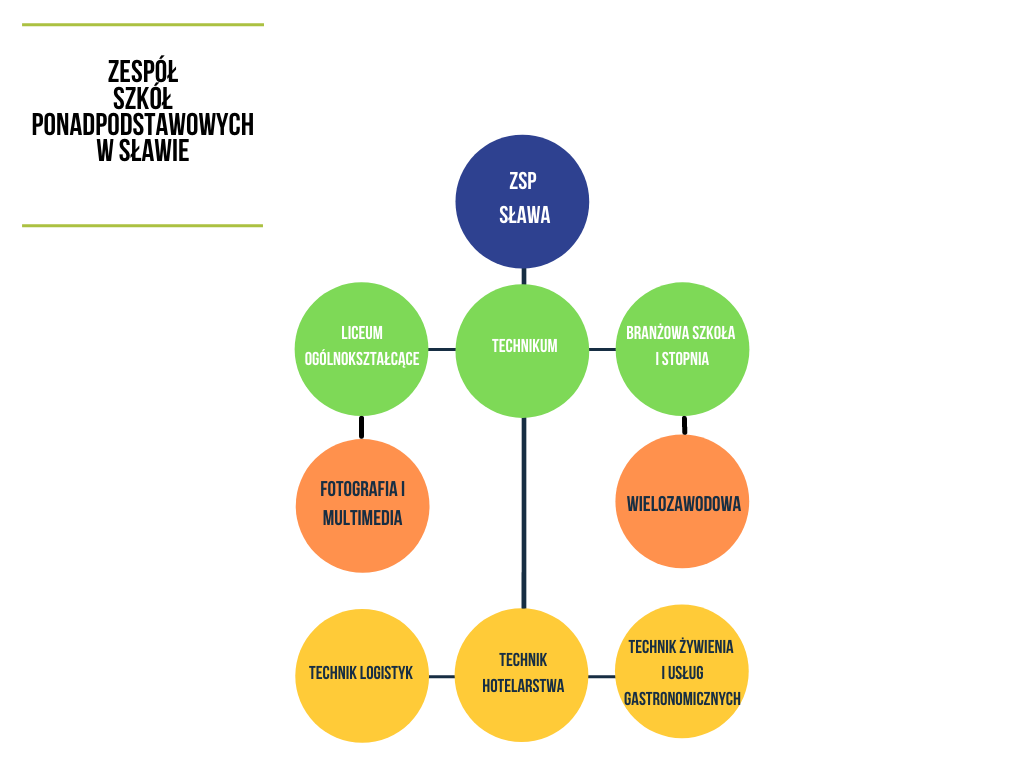 ZESPÓŁ
SZKÓŁ
PONADPODSTAWOWYCH
W SŁAWIE
ZSP
SŁAWA
LICEUM
OGÓLNOKSZTAŁCĄCE
TECHNIKUM
BRANŻOWA SZKOŁA
I STOPNIA
FOTOGRAFIA I
MULTIMEDIA
WIELOZAWODOWA
TECHNIK LOGISTYK
TECHNIK
HOTELARSTWA
TECHNIK ŻYWIENIA
I USŁUG
GASTRONOMICZNYCH